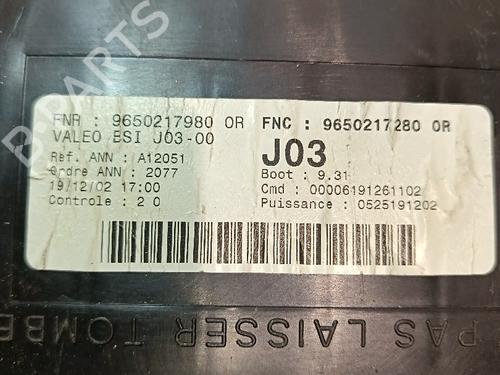 B-PARTS
FNR : 9650217980 OR
VALEO BSI J03-00
Ref. ANN : A12051
Ordre ANN : 2077
19/12/02 17:00
Controle : 2 0
FNC : 9650217280 OR
J03
Boot : 9.31
Cmd : 00006191261102
Puissance : 0525191202
PAS LAISSER TOMBE